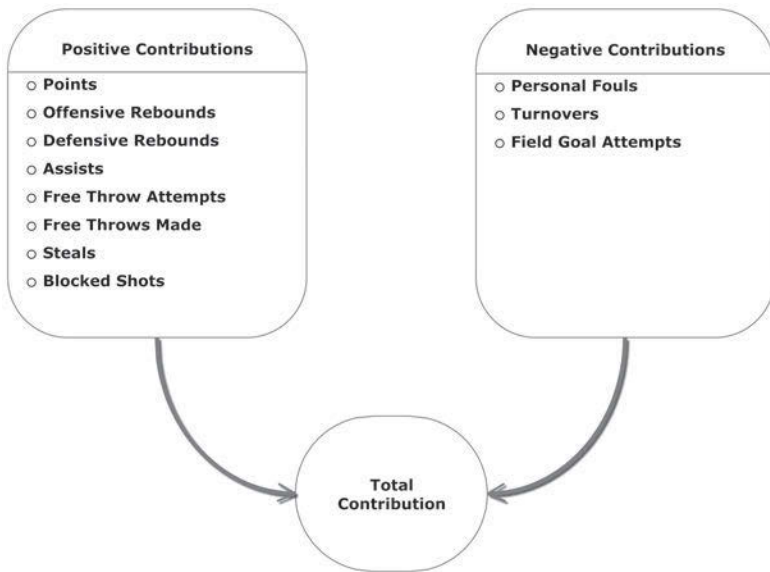 Positive Contributions
Points
Offensive Rebounds
Defensive Rebounds
Assists
Free Throw Attempts
Free Throws Made
Steals
Blocked Shots
Negative Contributions
Personal Fouls
Turnovers
Field Goal Attempts
Total
Contribution